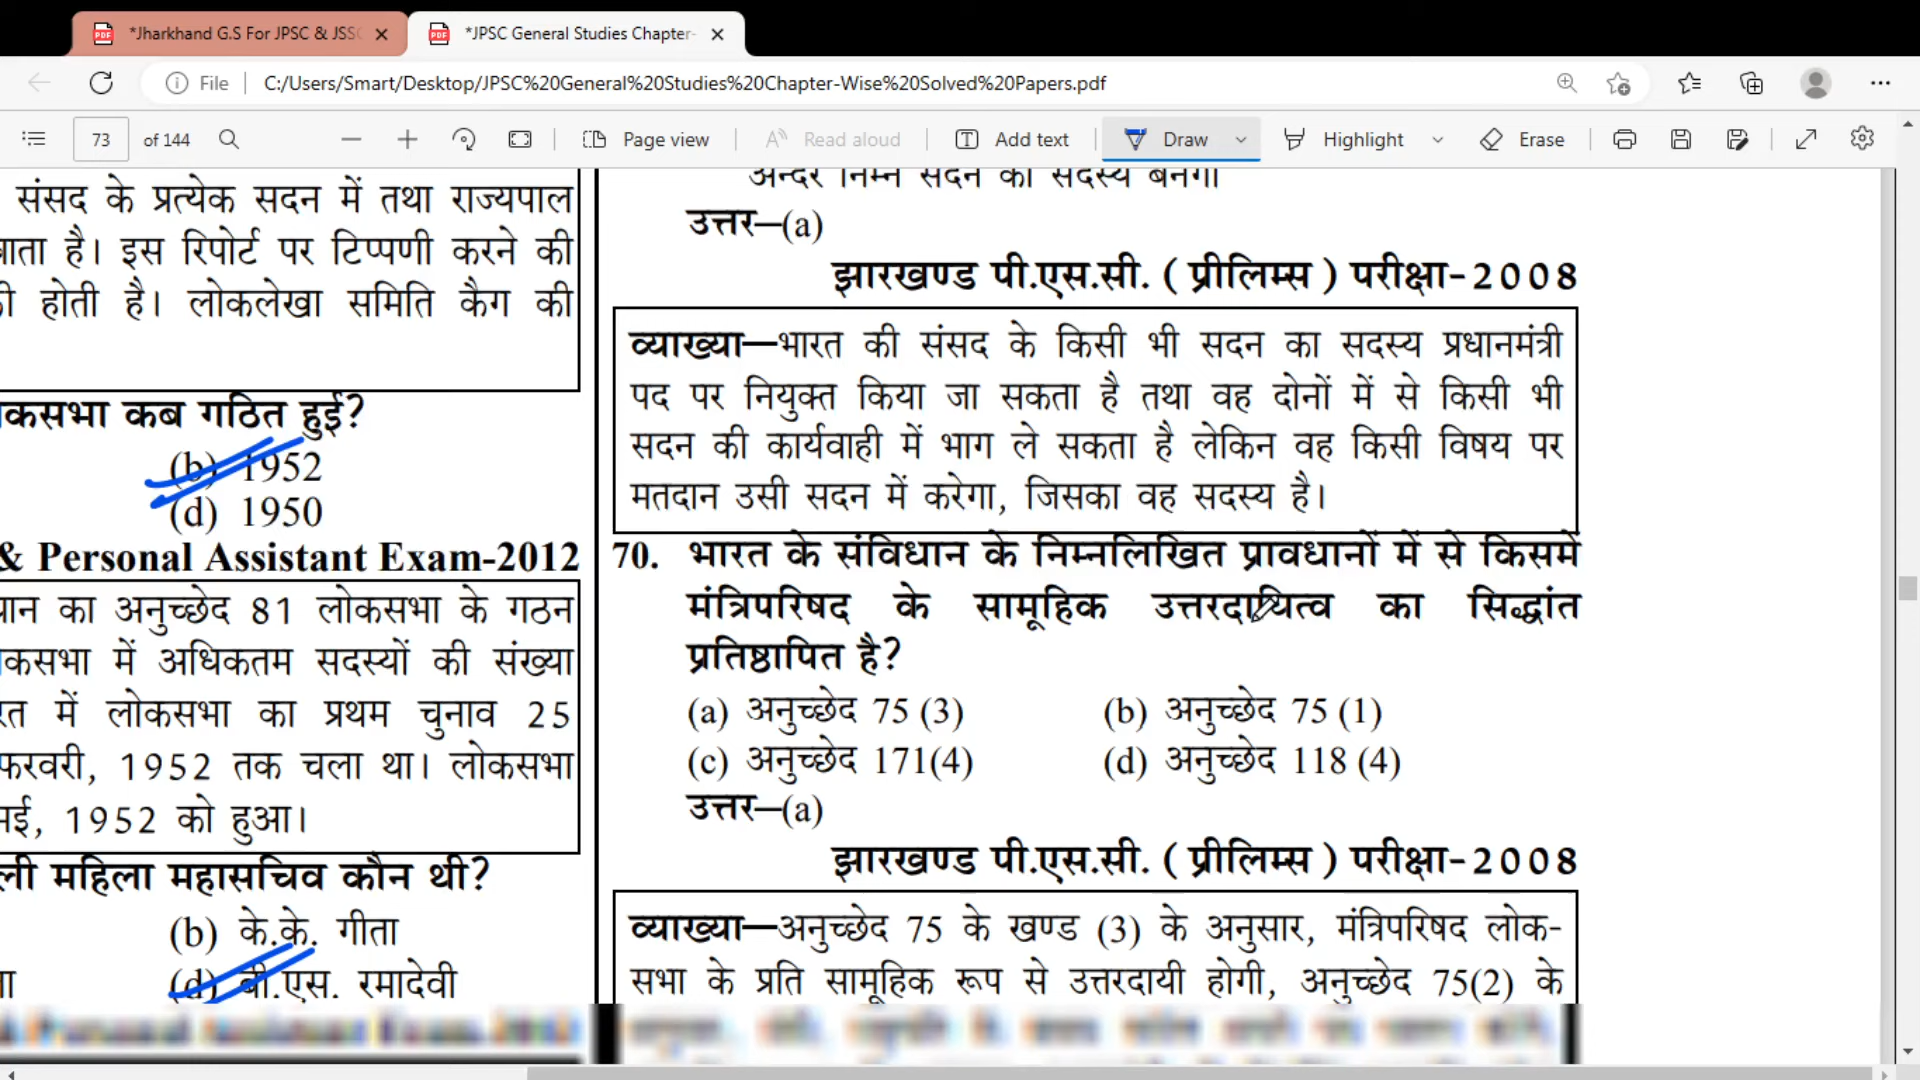 *Jharkhand G.S For JPSC & JSSC
*JPSC General Studies Chapter-
File
C:/Users/Smart/Desktop/JPSC%20General%20Studies%20Chapter-Wise%20Solved%20Papers.pdf
73 of 144
Page view
Read aloud
Add text
Draw
Highlight
Erase
संसद के प्रत्येक सदन में तथा राज्यपाल
है। इस रिपोर्ट पर टिप्पणी करने की
होती है। लोकलेखा समिति कैग की
कब गठित हुई?
(b) 1952
(d) 1950
& Personal Assistant Exam-2012
का अनुच्छेद 81 लोकसभा के गठन
में अधिकतम सदस्यों की संख्या
में लोकसभा का प्रथम चुनाव 25
फरवरी, 1952 तक चला था। लोकसभा
मई, 1952 को हुआ।
महिला महासचिव कौन थी?
(b) के.के. गीता
(d) बी.एस. रमादेवी
अन्दर निम्न सदन का सदस्य बनेगा
उत्तर—(a)
झारखण्ड पी.एस.सी. ( प्रीलिम्स ) परीक्षा-2008
व्याख्या—भारत की संसद के किसी भी सदन का सदस्य प्रधानमंत्री
पद पर नियुक्त किया जा सकता है तथा वह दोनों में से किसी भी
सदन की कार्यवाही में भाग ले सकता है लेकिन वह किसी विषय पर
मतदान उसी सदन में करेगा, जिसका वह सदस्य है।
70. भारत के संविधान के निम्नलिखित प्रावधानों में से किसमें
मंत्रिपरिषद के सामूहिक उत्तरदायित्व का सिद्धांत
प्रतिष्ठापित है?
(a) अनुच्छेद 75 (3) (b) अनुच्छेद 75 (1)
(c) अनुच्छेद 171(4) (d) अनुच्छेद 118 (4)
उत्तर—(a)
झारखण्ड पी.एस.सी. ( प्रीलिम्स ) परीक्षा-2008
व्याख्या—अनुच्छेद 75 के खण्ड (3) के अनुसार, मंत्रिपरिषद लोक-
सभा के प्रति सामूहिक रूप से उत्तरदायी होगी, अनुच्छेद 75(2) के